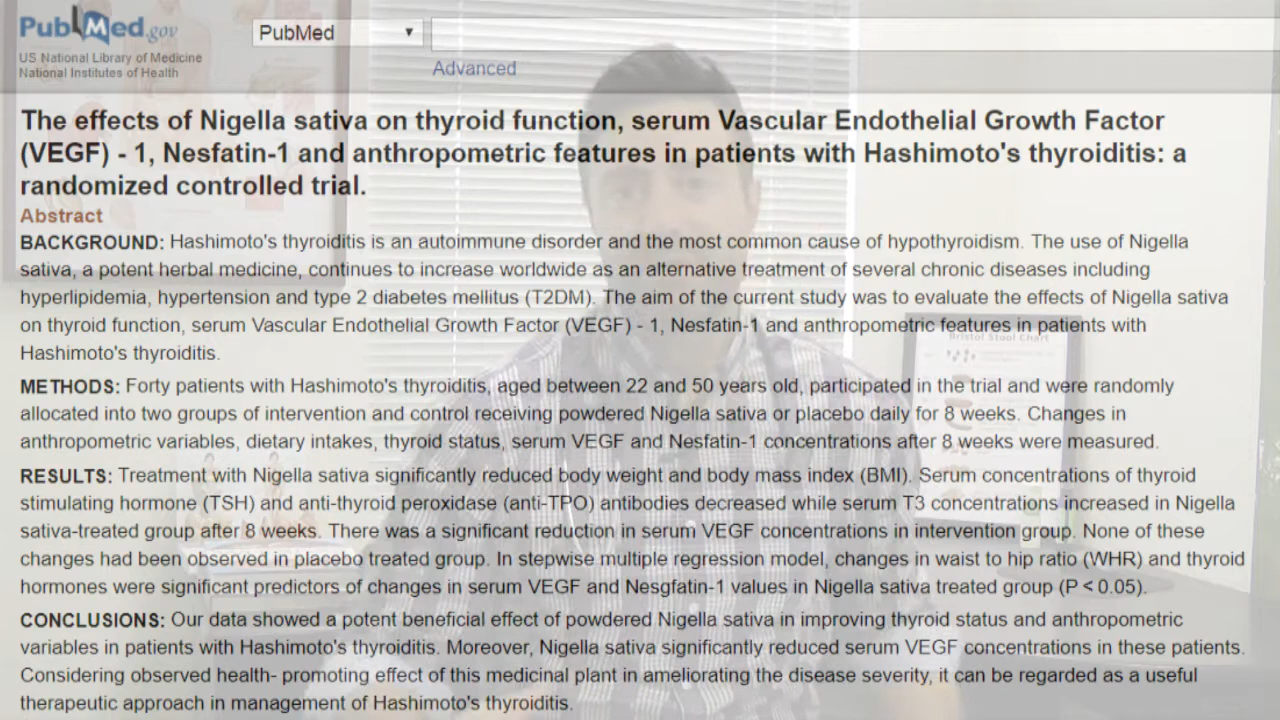 PubMed.gov
US National Library of Medicine
National Institutes of Health
PubMed
Advanced
The effects of Nigella sativa on thyroid function, serum Vascular Endothelial Growth Factor
(VEGF) - 1, Nesfatin-1 and anthropometric features in patients with Hashimoto's thyroiditis: a
randomized controlled trial.
Abstract
BACKGROUND: Hashimoto's thyroiditis is an autoimmune disorder and the most common cause of hypothyroidism. The use of Nigella
sativa, a potent herbal medicine, continues to increase worldwide as an alternative treatment of several chronic diseases including
hyperlipidemia, hypertension and type 2 diabetes mellitus (T2DM). The aim of the current study was to evaluate the effects of Nigella sativa
on thyroid function, serum Vascular Endothelial Growth Factor (VEGF) - 1, Nesfatin-1 and anthropometric features in patients with
Hashimoto's thyroiditis.
METHODS: Forty patients with Hashimoto's thyroiditis, aged between 22 and 50 years old, participated in the trial and were randomly
allocated into two groups of intervention and control receiving powdered Nigella sativa or placebo daily for 8 weeks. Changes in
anthropometric variables, dietary intakes, thyroid status, serum VEGF and Nesfatin-1 concentrations after 8 weeks were measured.
RESULTS: Treatment with Nigella sativa significantly reduced body weight and body mass index (BMI). Serum concentrations of thyroid
stimulating hormone (TSH) and anti-thyroid peroxidase (anti-TPO) antibodies decreased while serum T3 concentrations increased in Nigella
sativa-treated group after 8 weeks. There was a significant reduction in serum VEGF concentrations in intervention group. None of these
changes had been observed in placebo treated group. In stepwise multiple regression model, changes in waist to hip ratio (WHR) and thyroid
hormones were significant predictors of changes in serum VEGF and Nesgfatin-1 values in Nigella sativa treated group (P < 0.05).
CONCLUSIONS: Our data showed a potent beneficial effect of powdered Nigella sativa in improving thyroid status and anthropometric
variables in patients with Hashimoto's thyroiditis. Moreover, Nigella sativa significantly reduced serum VEGF concentrations in these patients.
Considering observed health- promoting effect of this medicinal plant in ameliorating the disease severity, it can be regarded as a useful
therapeutic approach in management of Hashimoto's thyroiditis.
Bristol Stool Chart